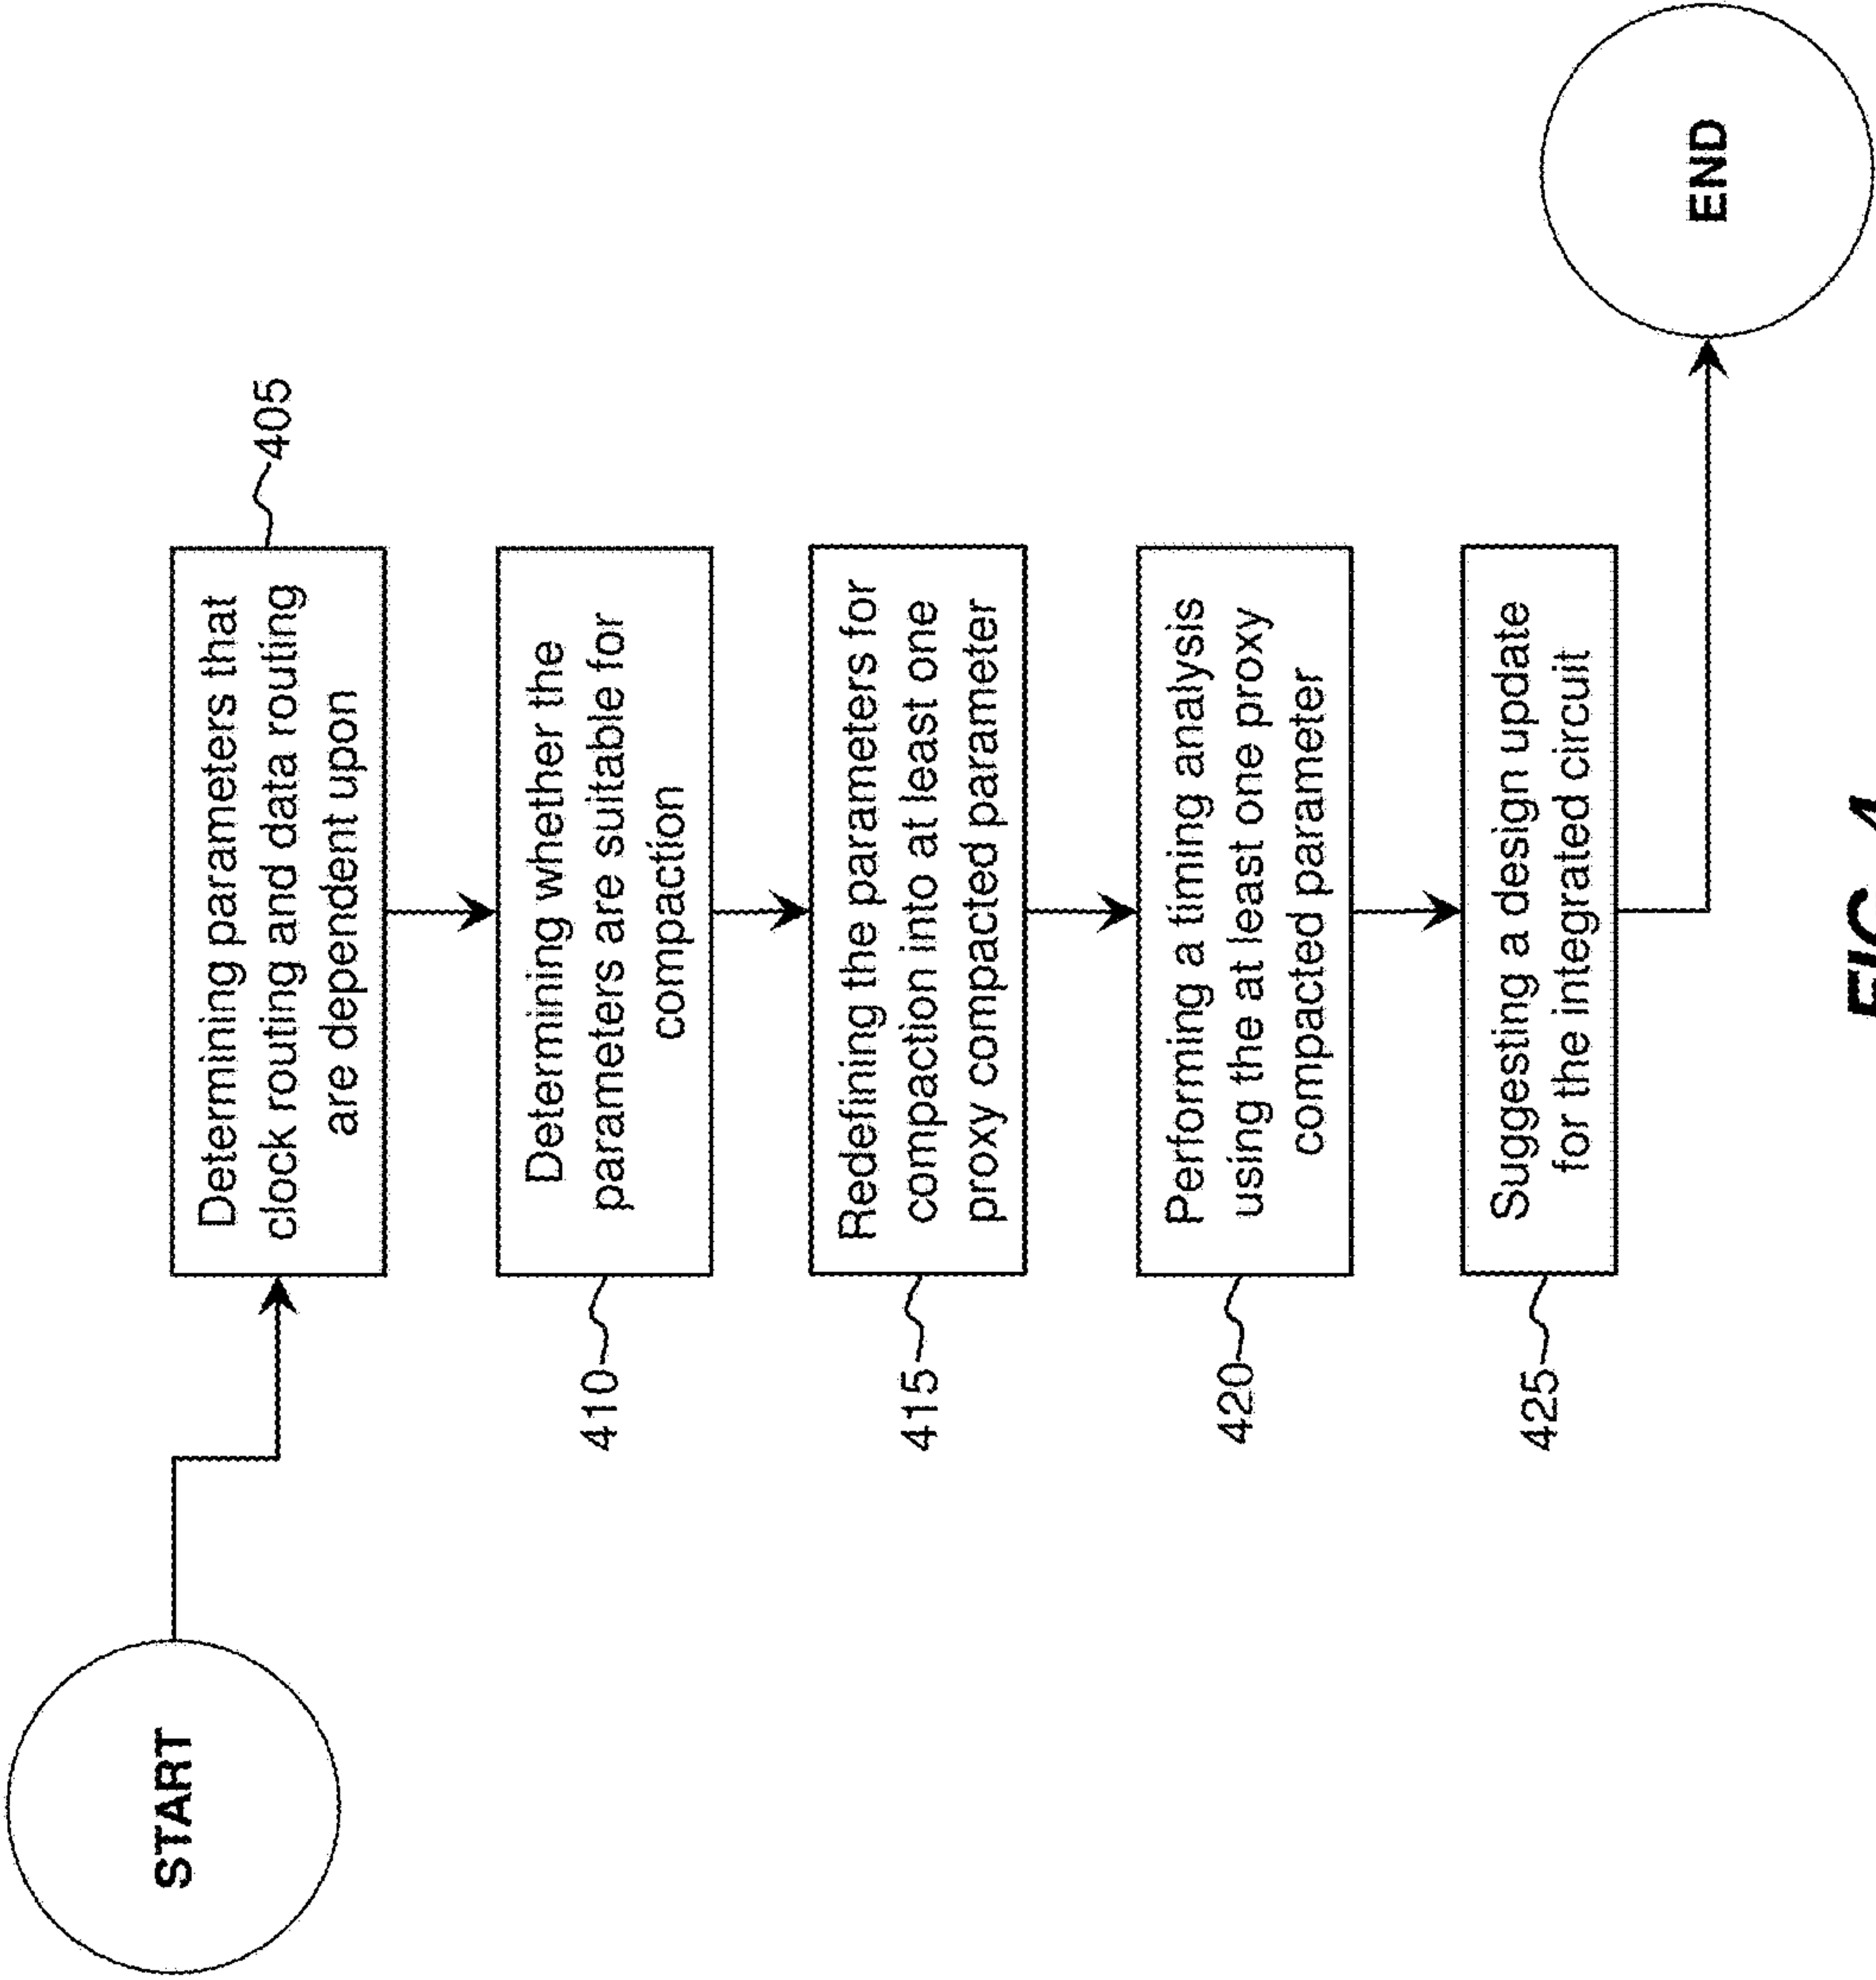 START
Determining parameters that
clock routing and data routing
are dependent upon
405
Determining whether the
parameters are suitable for
compaction
410
Redefining the parameters for
compaction into at least one
proxy compacted parameter
415
Performing a timing analysis
using the at least one proxy
compacted parameter
420
Suggesting a design update
for the integrated circuit
425
END
FIG. 4